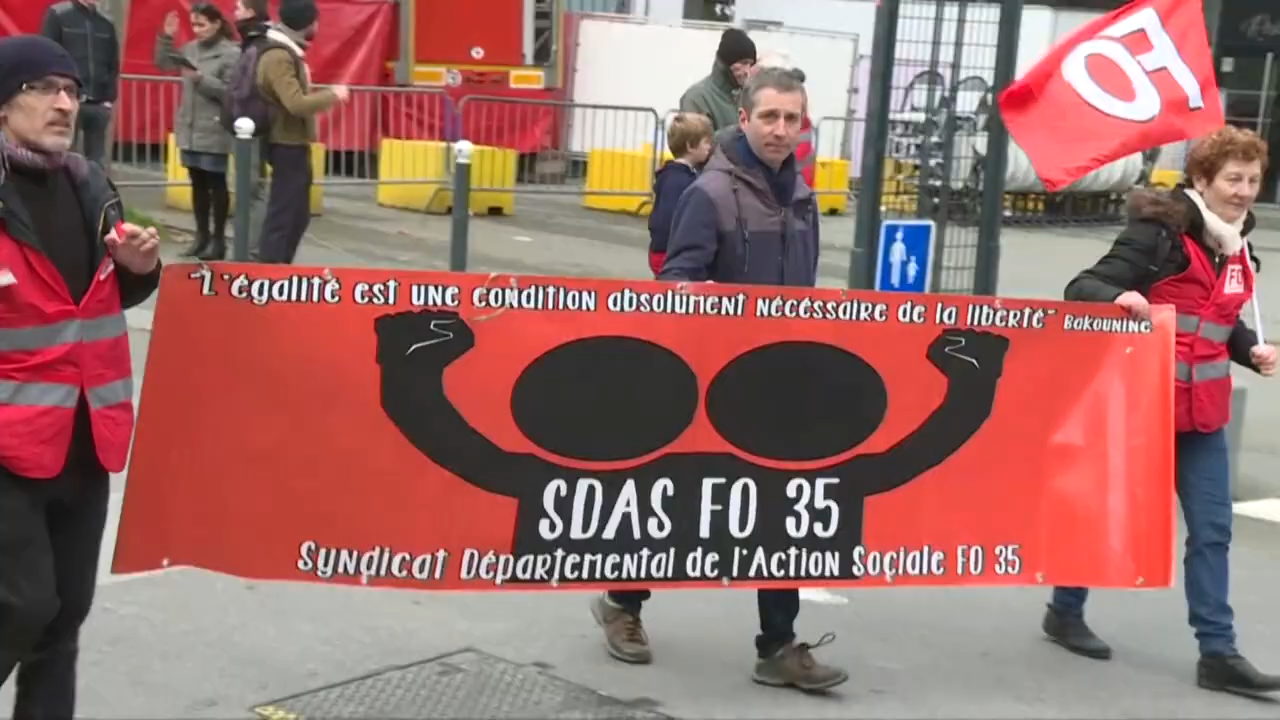 FO
"L'égalité est une condition absolument nécéssaire de la liberté" Bakounine
FO
SDAS FO 35
Syndicat Départemental de l'Action Sociale FO 35